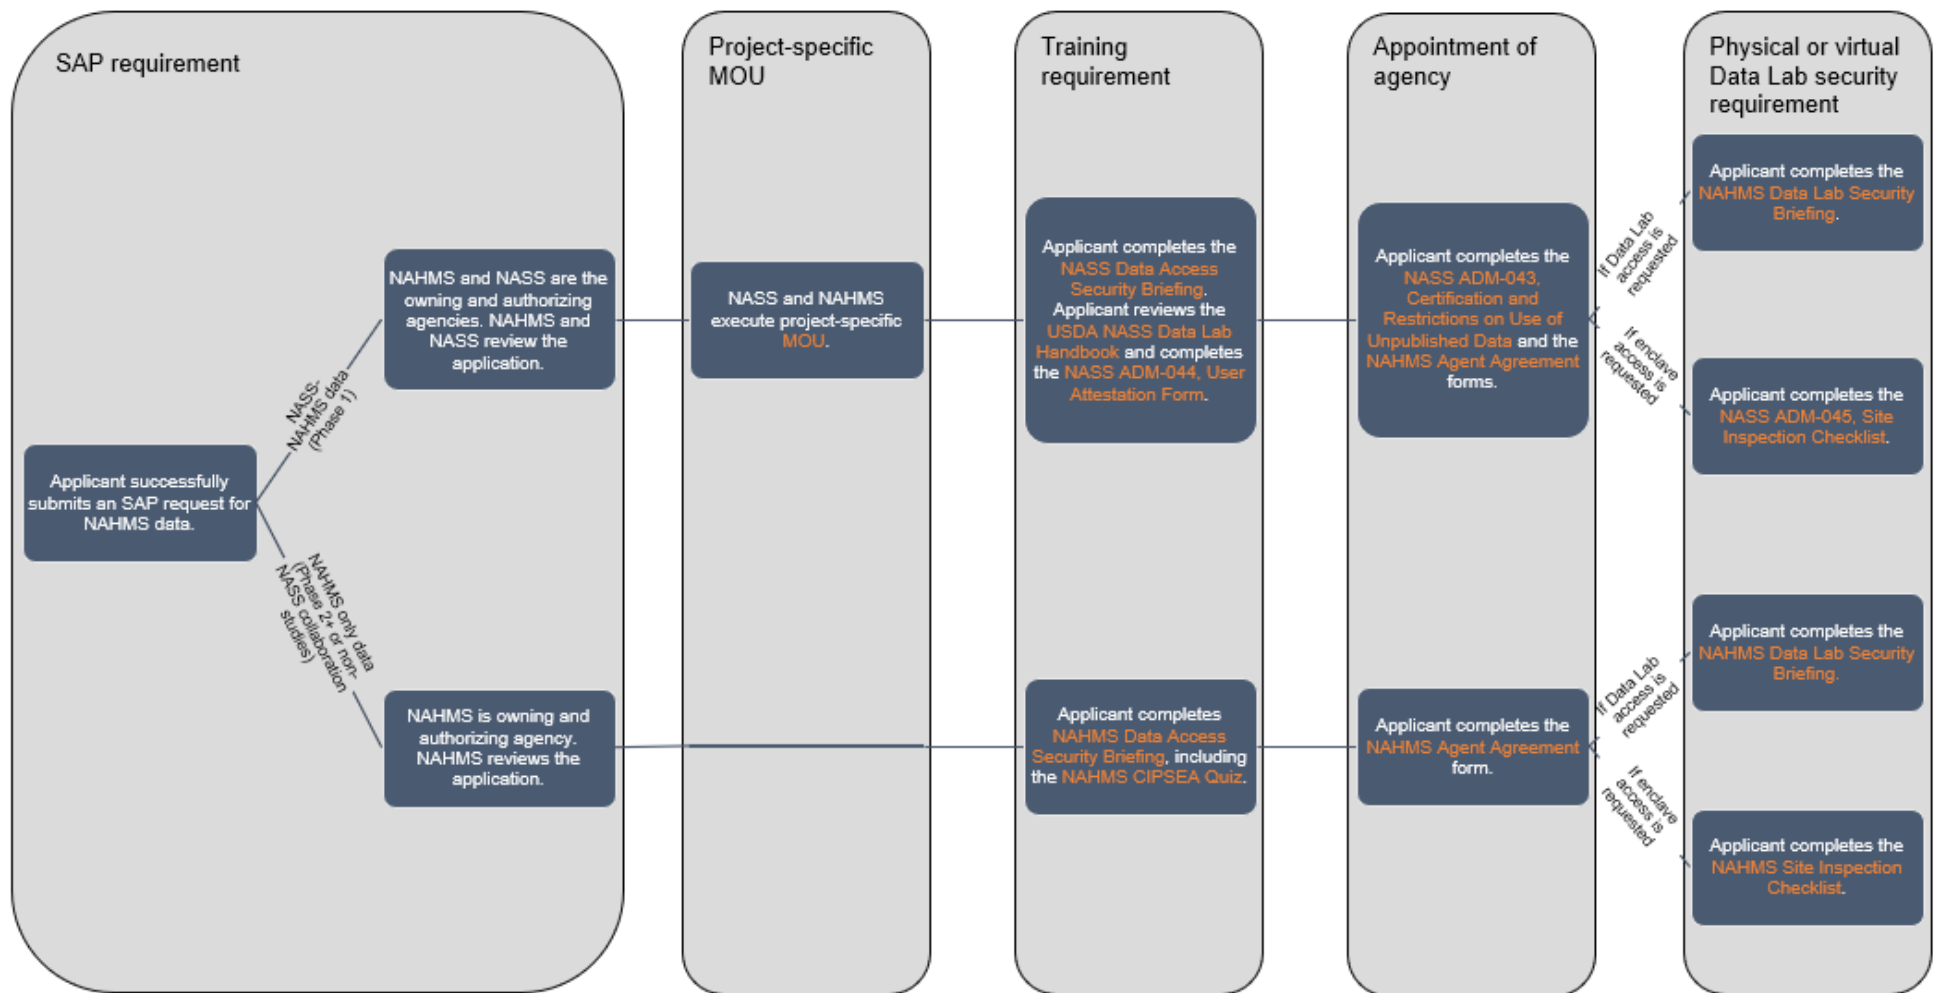 SAP requirement
Applicant successfully
submits an SAP request for
NAHMS data.
NASS-
NAHMS data
(Phase 1)
NAHMS only data
(Phase 2+ or non-
NASS collaboration
studies)
NAHMS and NASS are the
owning and authorizing
agencies. NAHMS and
NASS review the
application.
NAHMS is owning and
authorizing agency.
NAHMS reviews the
application.
Project-specific
MOU
NASS and NAHMS
execute project-specific
MOU.
Training
requirement
Applicant completes the
NASS Data Access
Security Briefing.
Applicant reviews the
USDA NASS Data Lab
Handbook and completes
the NASS ADM-044, User
Attestation Form.
Applicant completes
NAHMS Data Access
Security Briefing, including
the NAHMS CIPSEA Quiz.
Appointment of
agency
Applicant completes the
NASS ADM-043,
Certification and
Restrictions on Use of
Unpublished Data and the
NAHMS Agent Agreement
forms.
Applicant completes the
NAHMS Agent Agreement
form.
If Data Lab
access is
requested
If enclave
access is
requested
If Data Lab
access is
requested
If enclave
access is
requested
Physical or virtual
Data Lab security
requirement
Applicant completes the
NAHMS Data Lab Security
Briefing.
Applicant completes the
NASS ADM-045, Site
Inspection Checklist.
Applicant completes the
NAHMS Data Lab Security
Briefing.
Applicant completes the
NAHMS Site Inspection
Checklist.